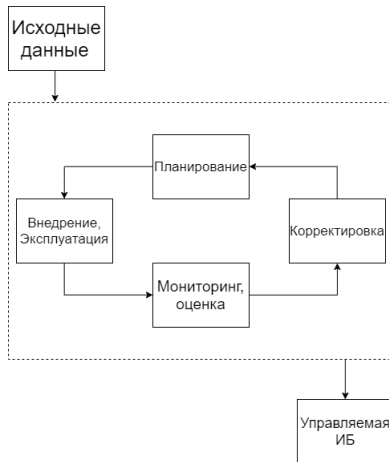 Исходные
данные
Планирование
Внедрение,
Эксплуатация
Корректировка
Мониторинг,
оценка
Управляемая
ИБ